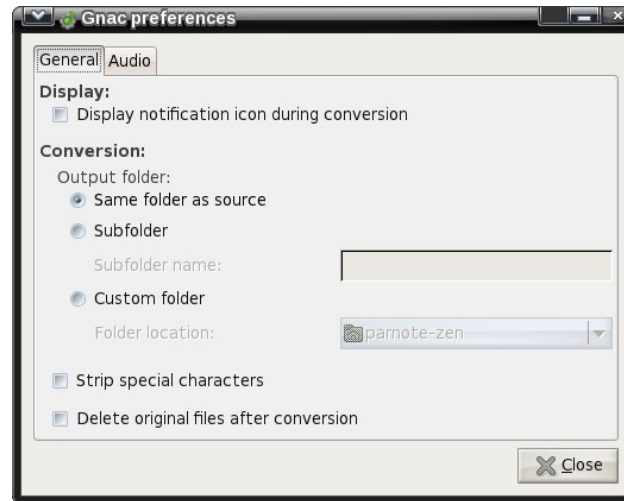 Gnac preferences
General Audio
Display:
Display notification icon during conversion
Conversion:
Output folder:
Same folder as source
Subfolder
Subfolder name:
Custom folder
Folder location: parnote-zen
Strip special characters
Delete original files after conversion
Close